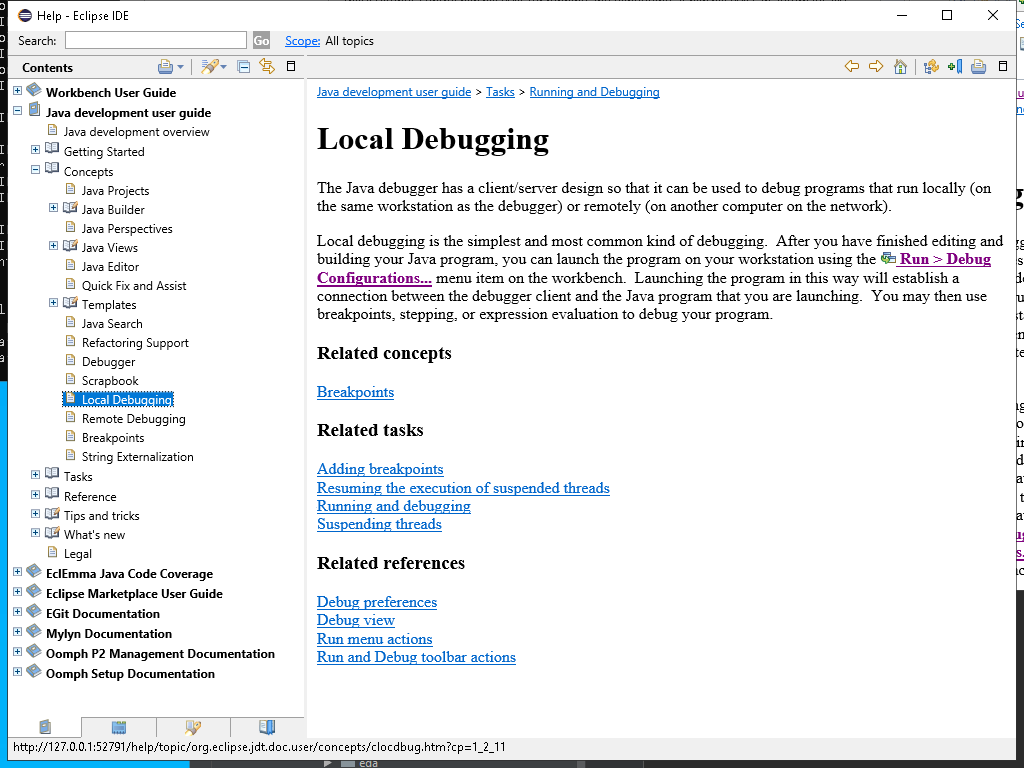 Help - Eclipse IDE
Search:
Go
Scope: All topics
Contents
Workbench User Guide
Java development user guide
Java development overview
Getting Started
Concepts
Java Projects
Java Builder
Java Perspectives
Java Views
Java Editor
Quick Fix and Assist
Templates
Java Search
Refactoring Support
Debugger
Scrapbook
Local Debugging
Remote Debugging
Breakpoints
String Externalization
Tasks
Reference
Tips and tricks
What's new
Legal
EclEmma Java Code Coverage
Eclipse Marketplace User Guide
EGit Documentation
Mylyn Documentation
Oomph P2 Management Documentation
Oomph Setup Documentation
Java development user guide > Tasks > Running and Debugging
Local Debugging
The Java debugger has a client/server design so that it can be used to debug programs that run locally (on
the same workstation as the debugger) or remotely (on another computer on the network).
Local debugging is the simplest and most common kind of debugging.  After you have finished editing and
building your Java program, you can launch the program on your workstation using the Run > Debug
Configurations... menu item on the workbench.  Launching the program in this way will establish a
connection between the debugger client and the Java program that you are launching.  You may then use
breakpoints, stepping, or expression evaluation to debug your program.
Related concepts
Breakpoints
Related tasks
Adding breakpoints
Resuming the execution of suspended threads
Running and debugging
Suspending threads
Related references
Debug preferences
Debug view
Run menu actions
Run and Debug toolbar actions
http://127.0.0.1:52791/help/topic/org.eclipse.jdt.doc.user/concepts/clocdbug.htm?cp=1_2_11
eda